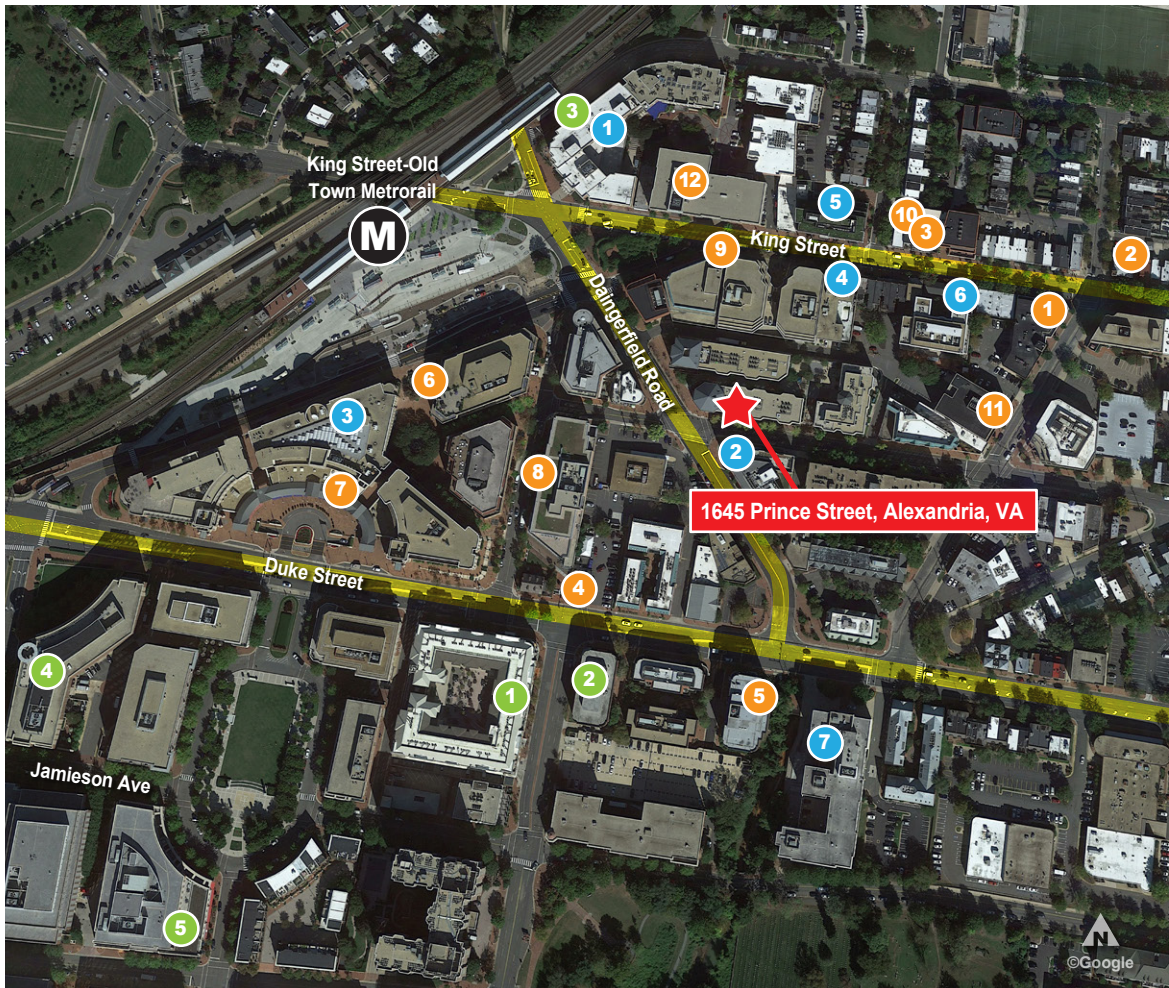 3
1
King Street-Old
Town Metrorail
M
12
5
10
3
King Street
2
9
4
6
1
Daingerfield Road
6
3
11
2
8
7
1645 Prince Street, Alexandria, VA
Duke Street
4
4
1
2
5
7
Jamieson Ave
5
N
©Google